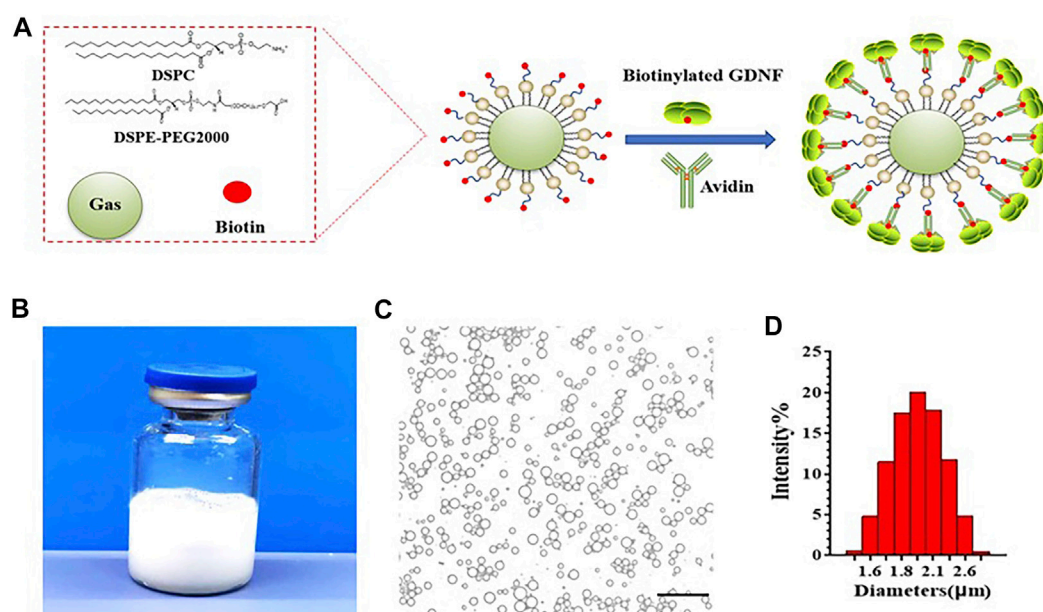 A
DSPC
DSPE-PEG2000
Gas
Biotin
Biotinylated GDNF
Avidin
B
C
D
25
20
15
10
5
0
Intensity%
1.6 1.8 2.1 2.6
Diameters(μm)